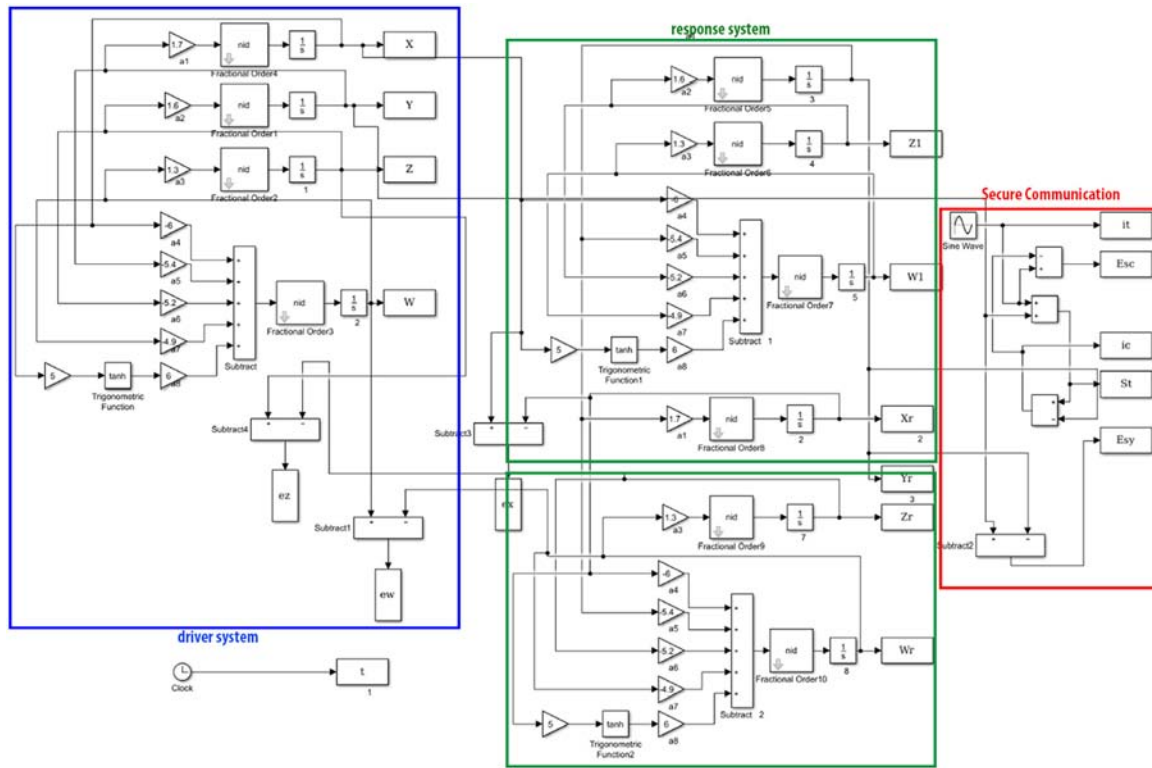 response system
1.7
a1
nid
Fractional Order4
1
s
X
1.6
a2
nid
Fractional Order1
1
s
Y
1.3
a3
nid
Fractional Order2
1
s
1
Z
-6
a4
-5.4
a5
-5.2
a6
-4.9
a7
Subtract
nid
Fractional Order3
1
s
2
W
5
tanh
Trigonometric
Function
6
a8
Subtract4
ez
Subtract1
ew
driver system
Clock
t
1
1.6
a2
nid
Fractional Order5
1
s
3
1.3
a3
nid
Fractional Order6
1
s
4
Z1
-6
a4
-5.4
a5
-5.2
a6
-4.9
a7
Subtract 1
nid
Fractional Order7
1
s
5
W1
5
tanh
Trigonometric
Function1
6
a8
Subtract3
ex
1.7
a1
nid
Fractional Order8
1
s
2
Xr
2
Yr
3
1.3
a3
nid
Fractional Order9
1
s
7
Zr
-6
a4
-5.4
a5
-5.2
a6
-4.9
a7
Subtract 2
nid
Fractional Order10
1
s
8
Wr
5
tanh
Trigonometric
Function2
6
a8
Secure Communication
Sine Wave
it
Esc
ic
St
Esy
Subtract2